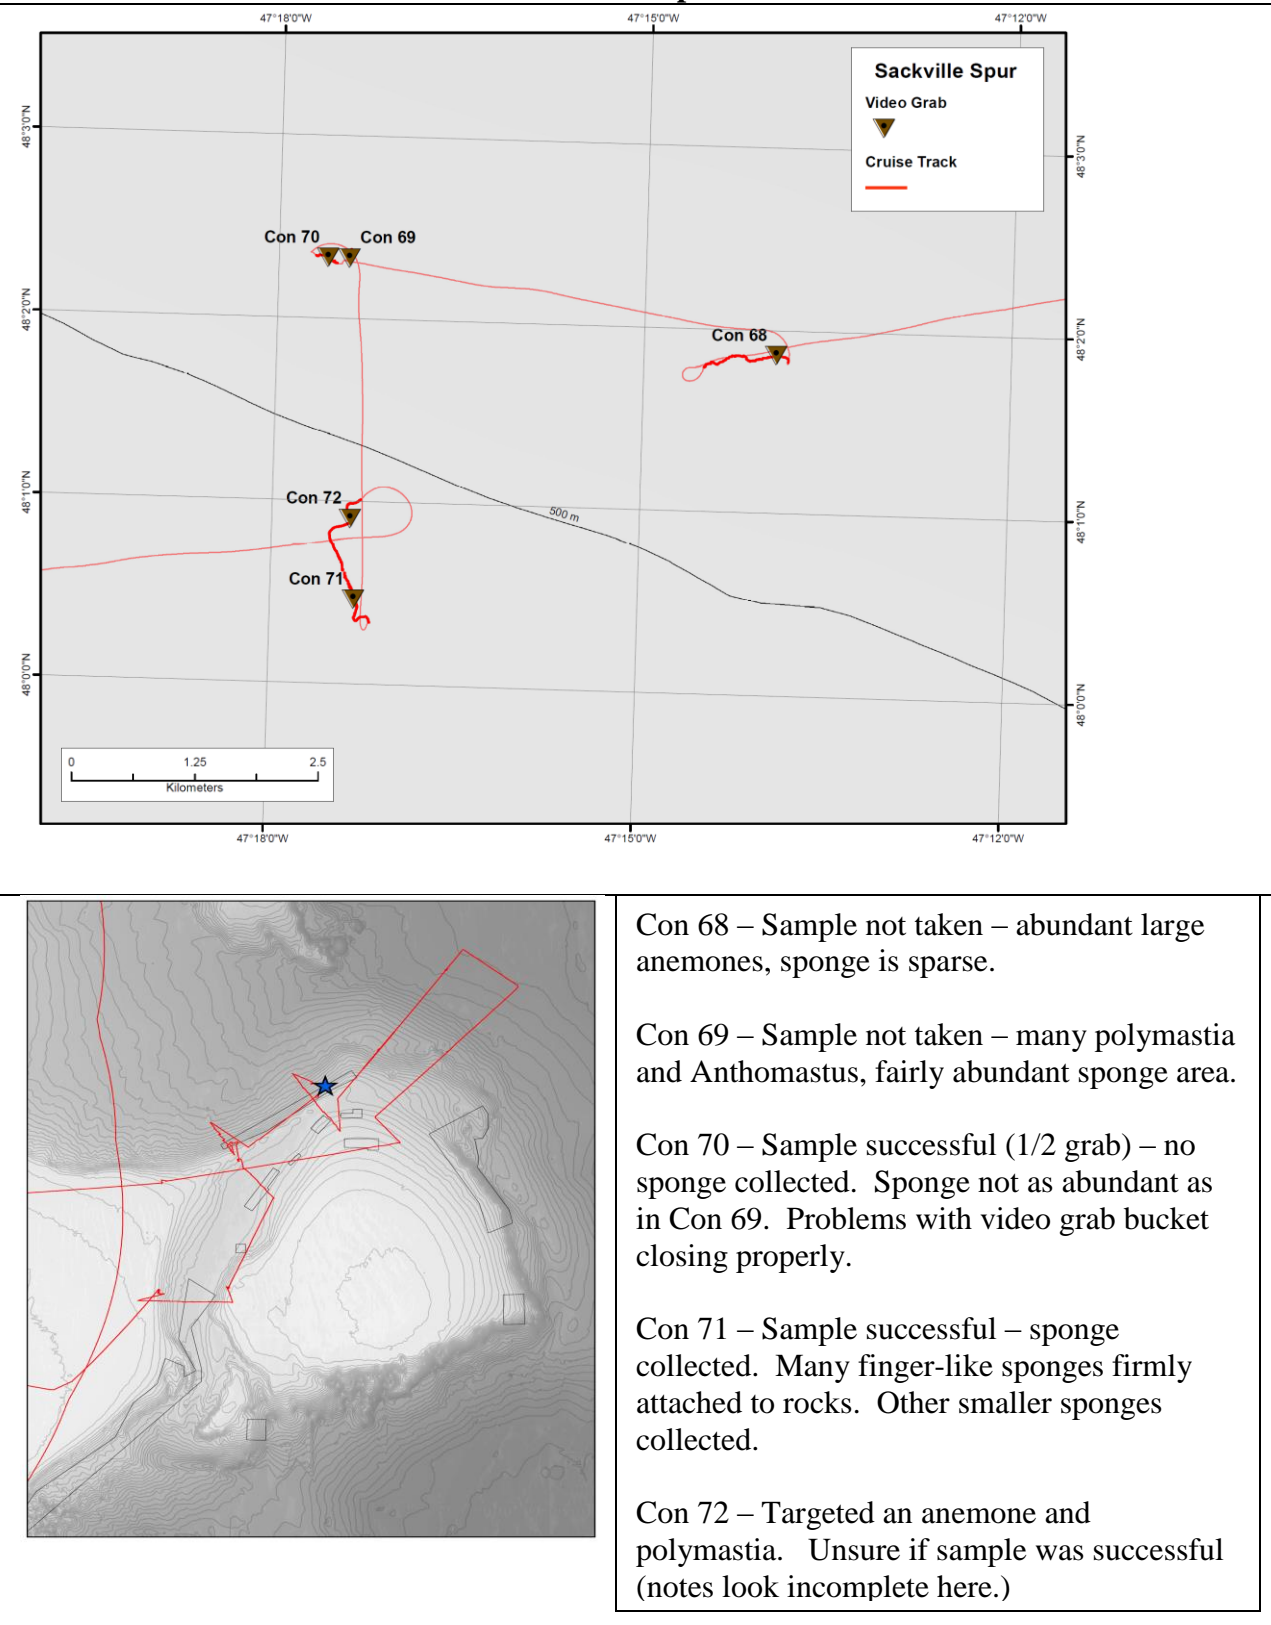 47°18'0"W 47°15'0"W 47°12'0"W
Sackville Spur
Video Grab
Cruise Track
48°3'0"N
48°3'0"N
Con 70 Con 69
48°2'0"N
48°2'0"N
Con 68
48°1'0"N
48°1'0"N
Con 72
500 m
Con 71
48°0'0"N
48°0'0"N
0 1.25 2.5
Kilometers
47°18'0"W 47°15'0"W 47°12'0"W
Con 68 – Sample not taken – abundant large
anemones, sponge is sparse.
Con 69 – Sample not taken – many polymastia
and Anthomastus, fairly abundant sponge area.
Con 70 – Sample successful (1/2 grab) – no
sponge collected.  Sponge not as abundant as
in Con 69.  Problems with video grab bucket
closing properly.
Con 71 – Sample successful – sponge
collected.  Many finger-like sponges firmly
attached to rocks.  Other smaller sponges
collected.
Con 72 – Targeted an anemone and
polymastia.   Unsure if sample was successful
(notes look incomplete here.)